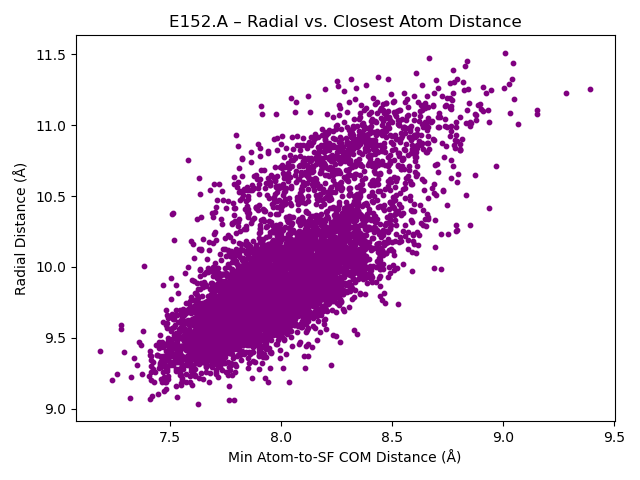 E152.A – Radial vs. Closest Atom Distance
11.5
11.0
10.5
10.0
9.5
9.0
Radial Distance (Å)
7.5 8.0 8.5 9.0 9.5
Min Atom-to-SF COM Distance (Å)